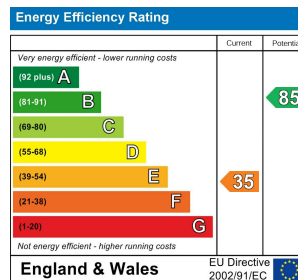 Energy Efficiency Rating
Current Potentia
Very energy efficient - lower running costs
(92 plus) A
(81-91) B
85
(69-80) C
(55-68) D
(39-54) E
35
(21-38) F
(1-20) G
Not energy efficient - higher running costs
England & Wales
EU Directive
2002/91/EC